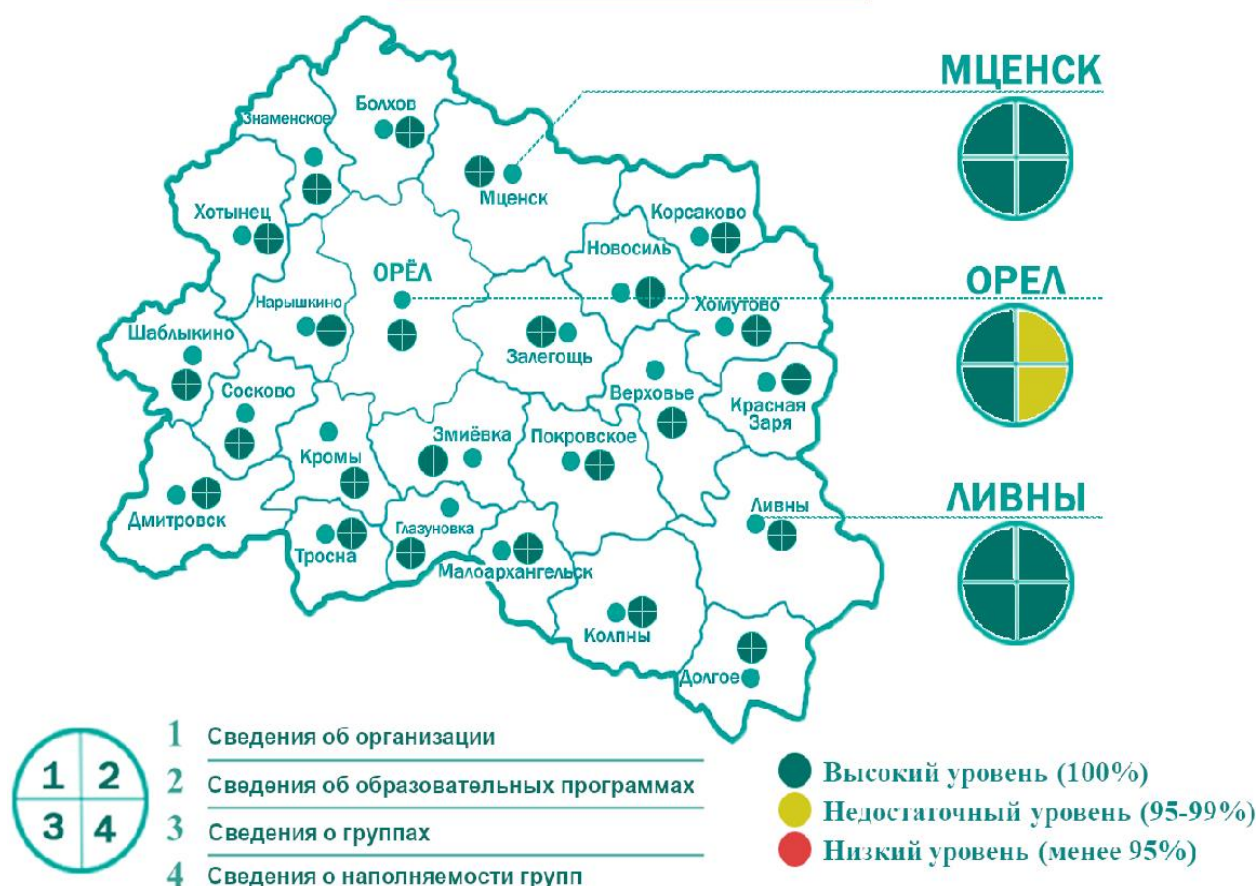 МЦЕНСК
Болхов
Знаменское
Мценск
Хотынец
Корсаково
Новосиль
ОРЁЛ
ОРЕЛ
Нарышкино
Хомутово
Шаблыкино
Залегощь
Верховье
Сосково
Красная
Заря
Змиёвка
Покровское
Кромы
ЛИВНЫ
Ливны
Дмитровск
Глазуновка
Тросна
Малоархангельск
Колпны
Долгое
1 Сведения об организации
2 Сведения об образовательных программах
3 Сведения о группах
4 Сведения о наполняемости групп
1 2
3 4
Высокий уровень (100%)
Недостаточный уровень (95-99%)
Низкий уровень (менее 95%)